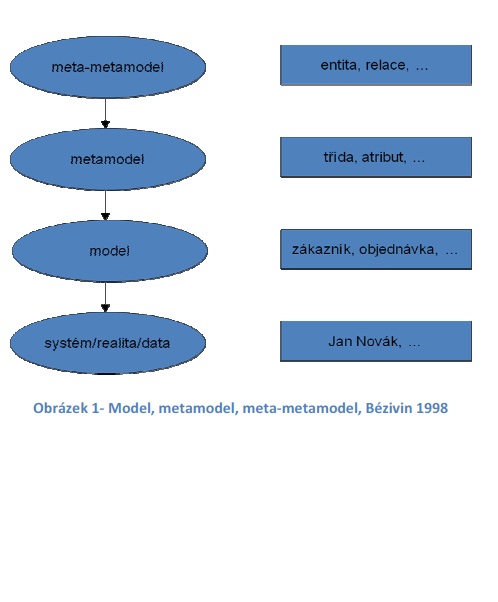 meta-metamodel
entita, relace, ...
metamodel
třída, atribut, ...
model
zákazník, objednávka, ...
systém/realita/data
Jan Novák, ...
Obrázek 1- Model, metamodel, meta-metamodel, Bézivin 1998